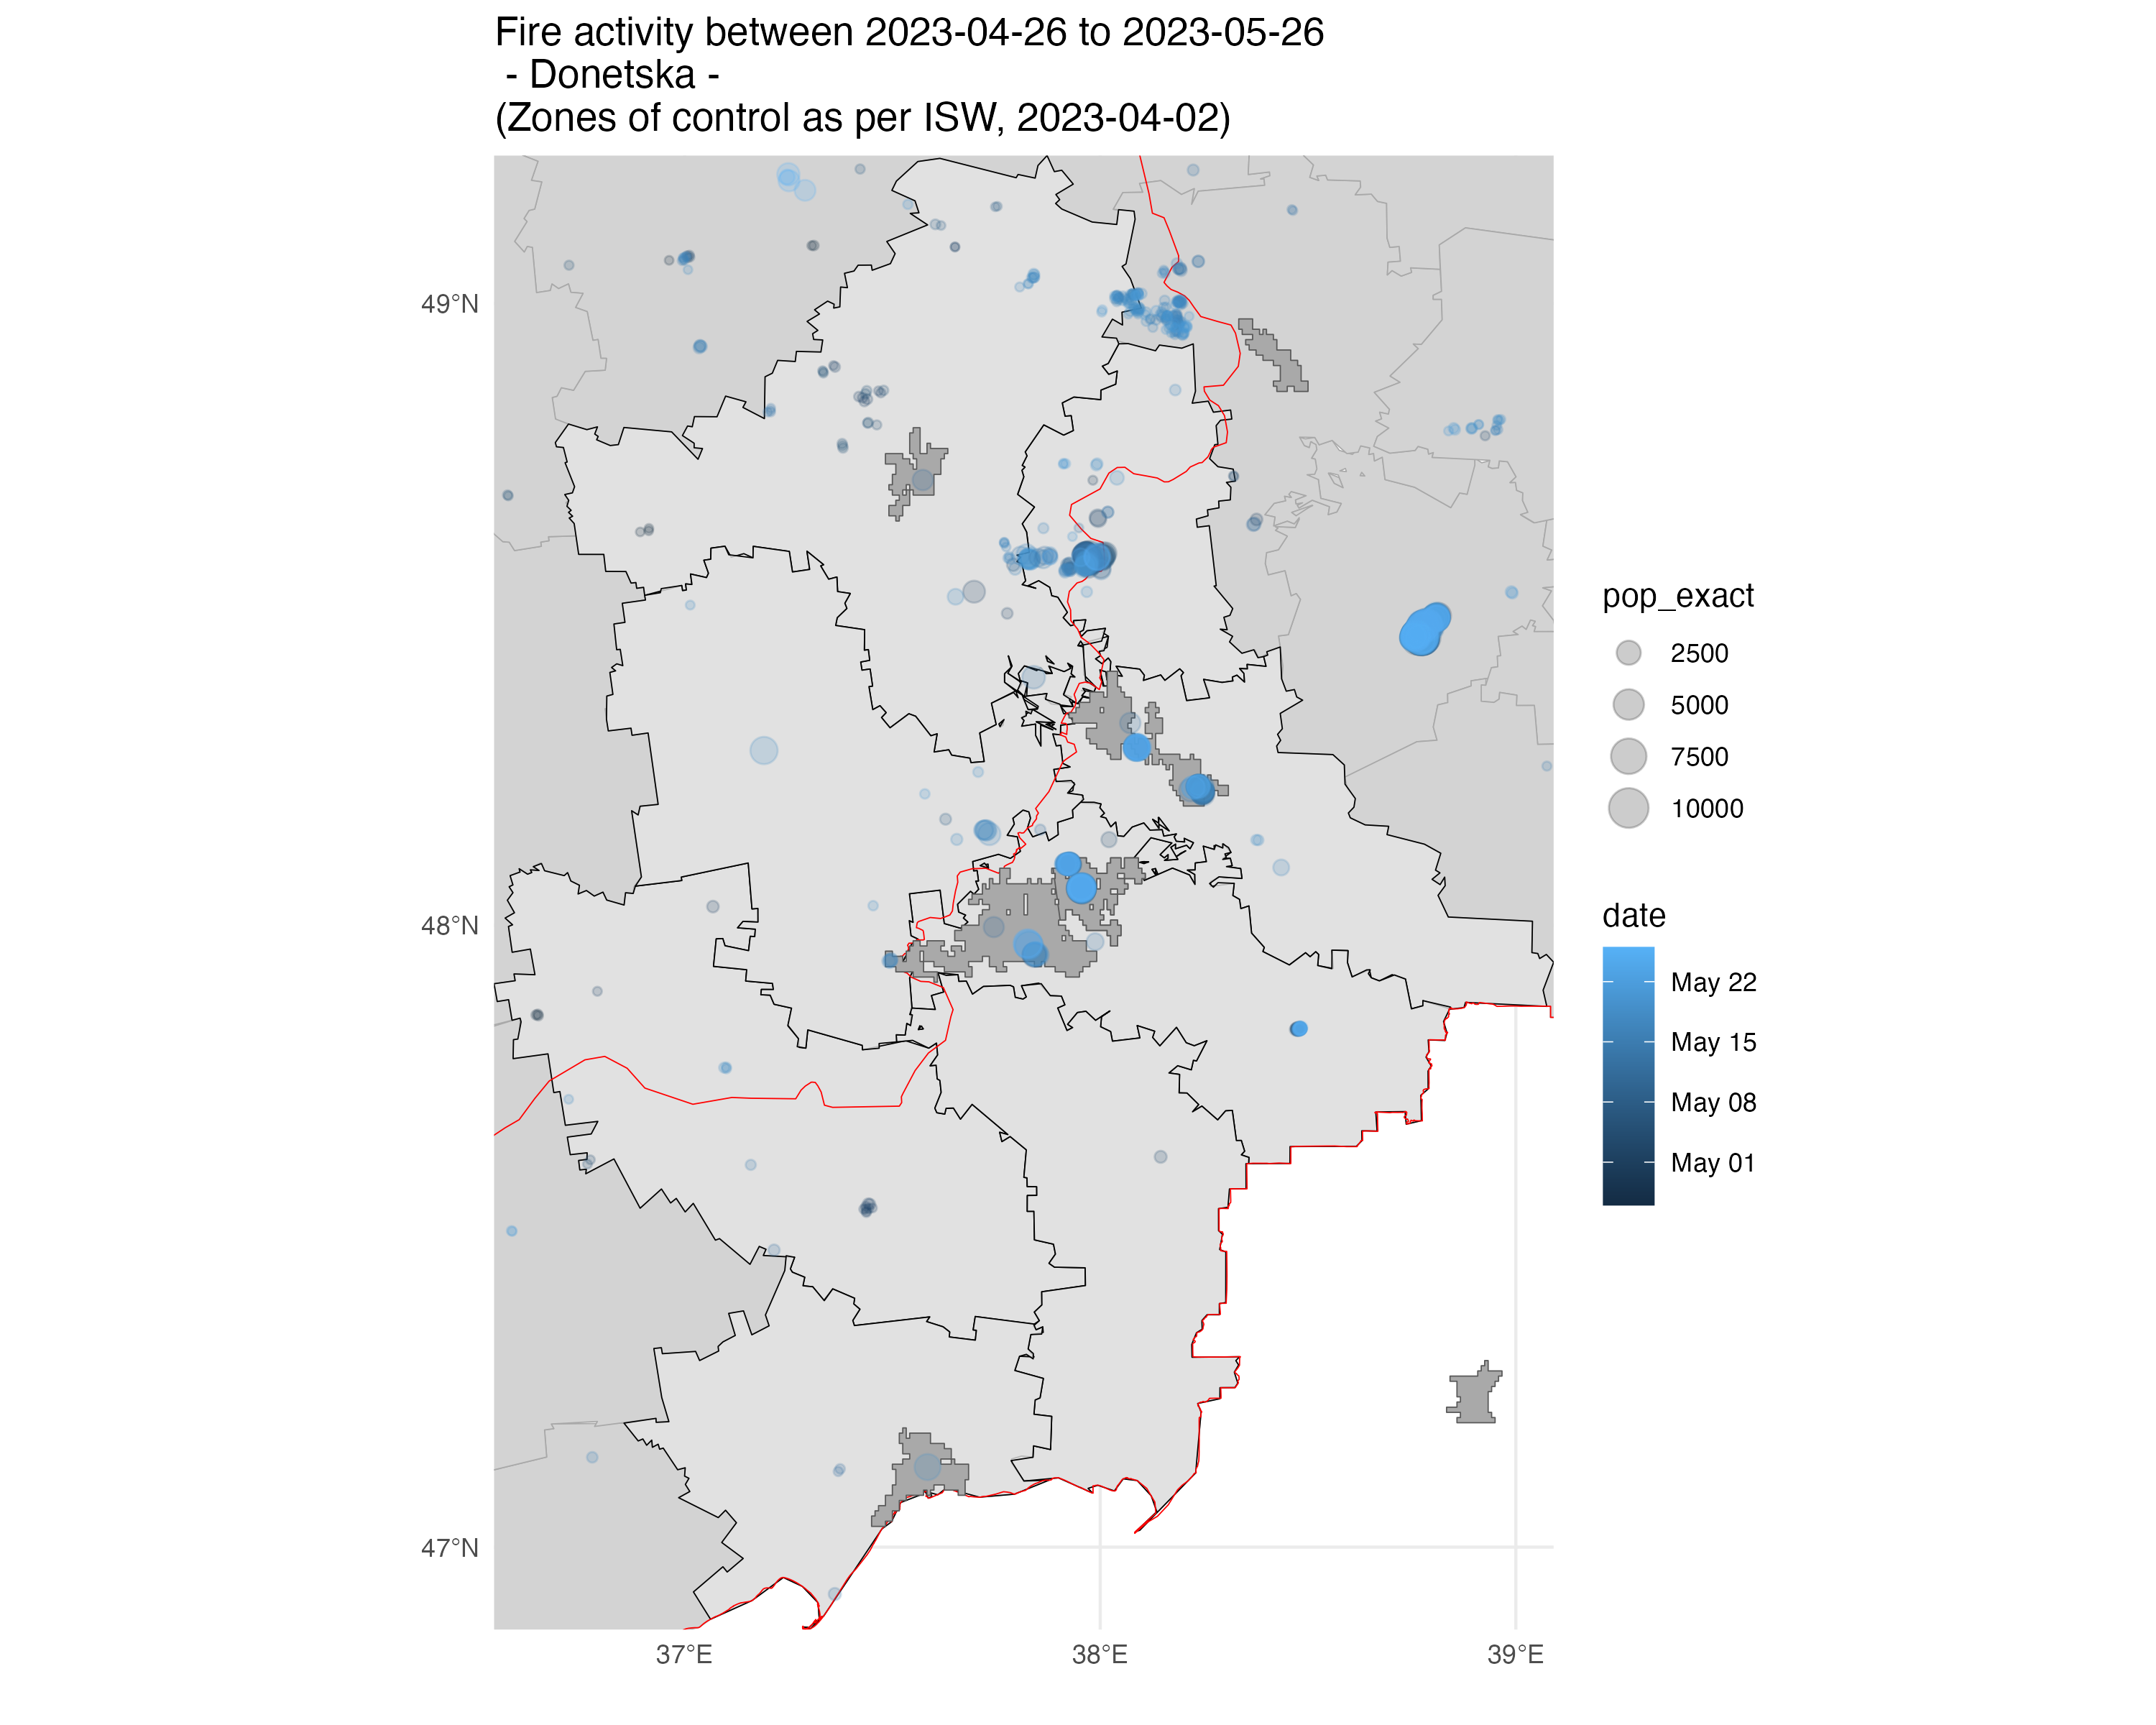 Fire activity between 2023-04-26 to 2023-05-26
- Donetska -
(Zones of control as per ISW, 2023-04-02)
49°N
48°N
47°N
37°E
38°E
39°E
pop_exact
2500
5000
7500
10000
date
May 22
May 15
May 08
May 01